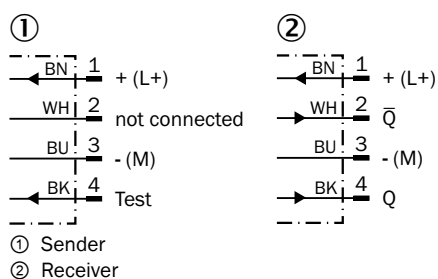 ① ②
BN 1 + (L+) BN 1 + (L+)
WH 2 not connected WH 2 Q̅
BU 3 - (M) BU 3 - (M)
BK 4 Test BK 4 Q
① Sender
② Receiver